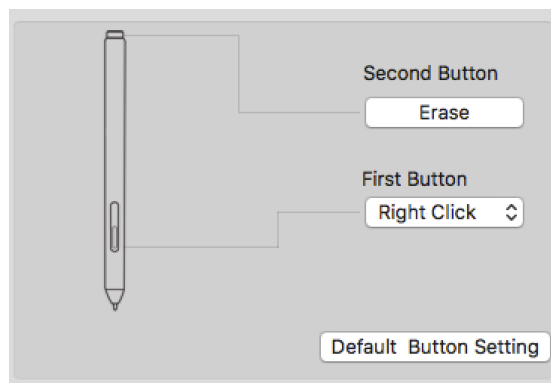 Second Button
Erase
First Button
Right Click
Default  Button Setting